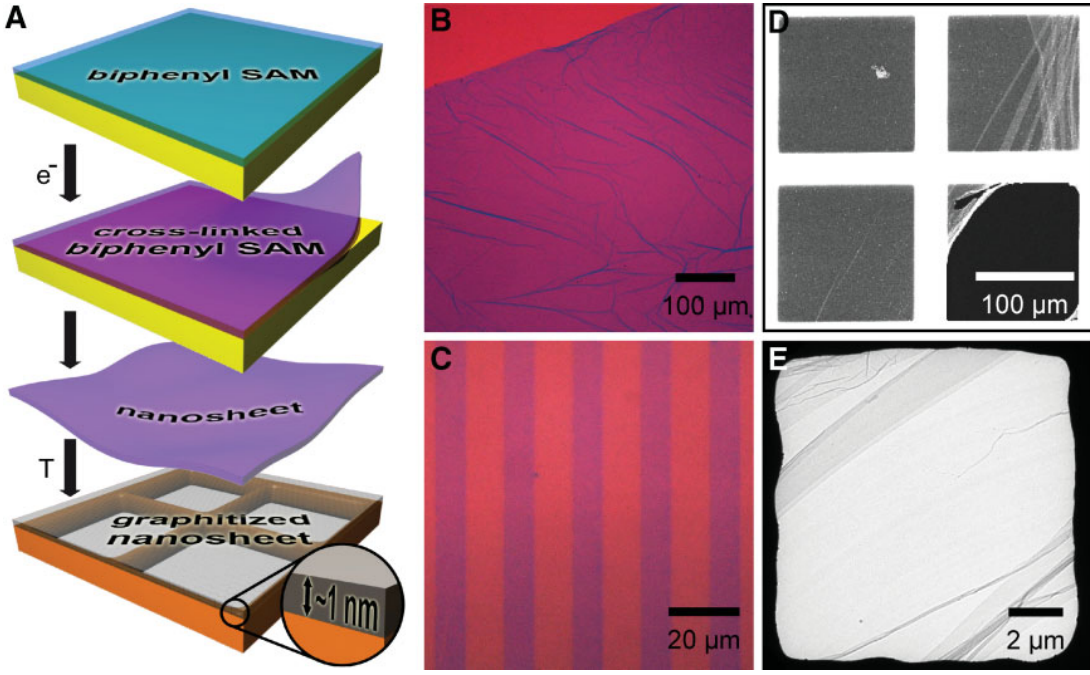 A
biphenyl SAM
e⁻
cross-linked
biphenyl SAM
nanosheet
T
graphitized
nanosheet
~1 nm
B
100 µm
C
20 µm
D
100 µm
E
2 µm